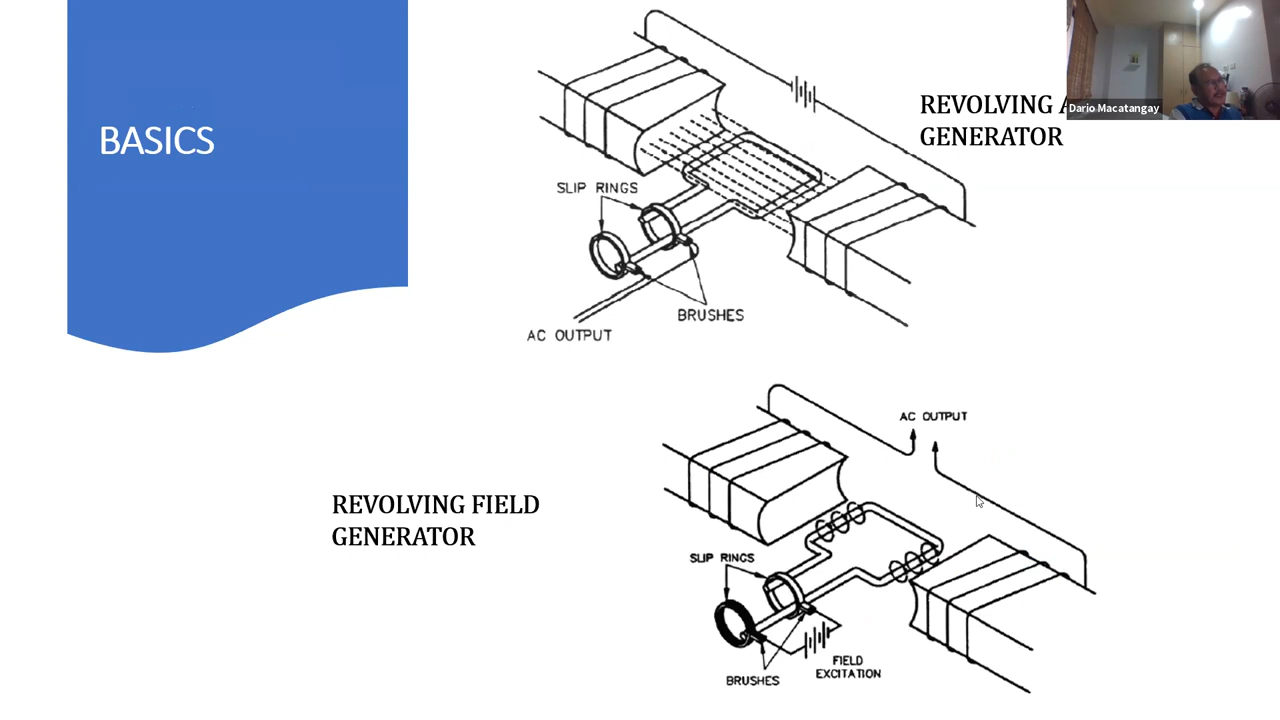 BASICS
REVOLVING
GENERATOR
Dario Macatangay
SLIP RINGS
BRUSHES
AC OUTPUT
AC OUTPUT
REVOLVING FIELD
GENERATOR
SLIP RINGS
FIELD
EXCITATION
BRUSHES